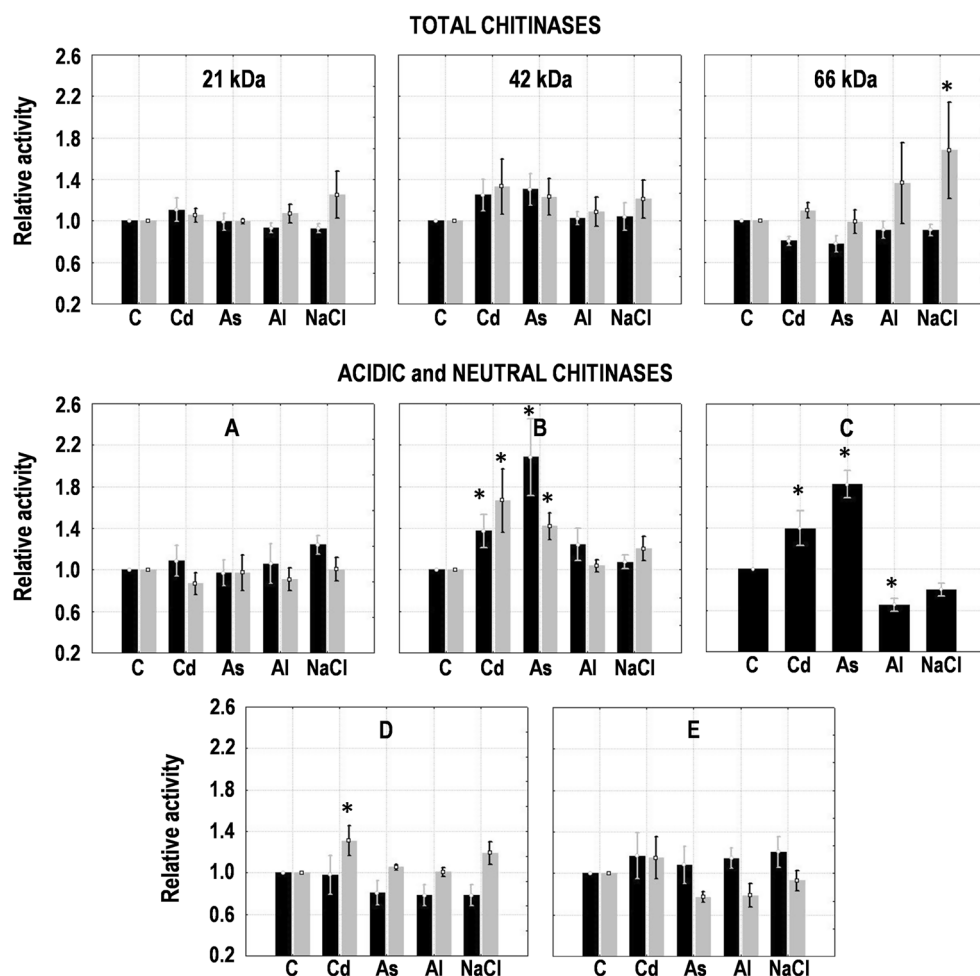 TOTAL CHITINASES
21 kDa
42 kDa
66 kDa
Relative activity
2.6
2.2
1.8
1.4
1.0
0.6
0.2
*
C Cd As Al NaCl
C Cd As Al NaCl
C Cd As Al NaCl
ACIDIC and NEUTRAL CHITINASES
A
B
C
Relative activity
2.6
2.2
1.8
1.4
1.0
0.6
0.2
* * * *
* * *
C Cd As Al NaCl
C Cd As Al NaCl
C Cd As Al NaCl
D
E
Relative activity
2.6
2.2
1.8
1.4
1.0
0.6
0.2
*
C Cd As Al NaCl
C Cd As Al NaCl